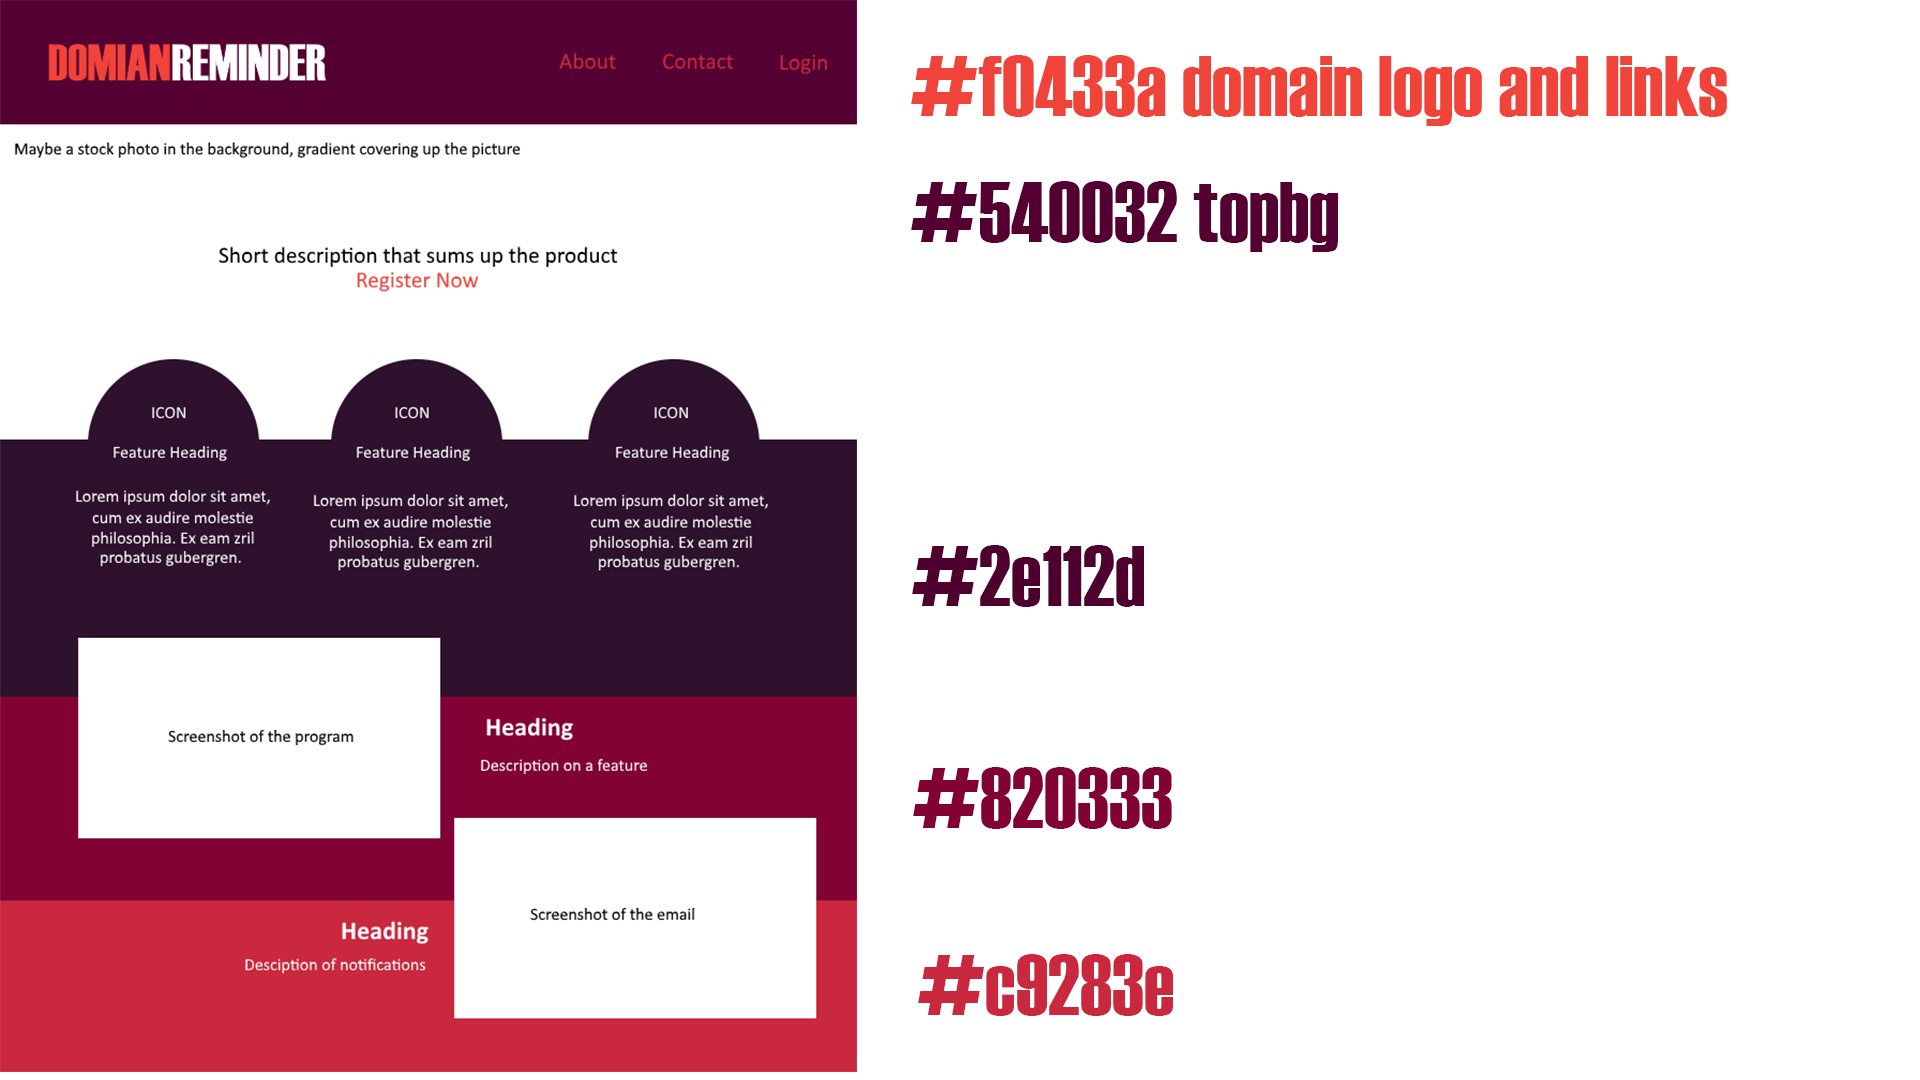 DOMIANREMINDER
About Contact Login
Maybe a stock photo in the background, gradient covering up the picture
Short description that sums up the product
Register Now
ICON
Feature Heading
Lorem ipsum dolor sit amet,
cum ex audire molestie
philosophia. Ex eam zril
probatus gubergren.
ICON
Feature Heading
Lorem ipsum dolor sit amet,
cum ex audire molestie
philosophia. Ex eam zril
probatus gubergren.
ICON
Feature Heading
Lorem ipsum dolor sit amet,
cum ex audire molestie
philosophia. Ex eam zril
probatus gubergren.
Screenshot of the program
Heading
Description on a feature
Heading
Desciption of notifications
Screenshot of the email
#f0433a domain logo and links
#540032 topbg
#2e112d
#820333
#c9283e